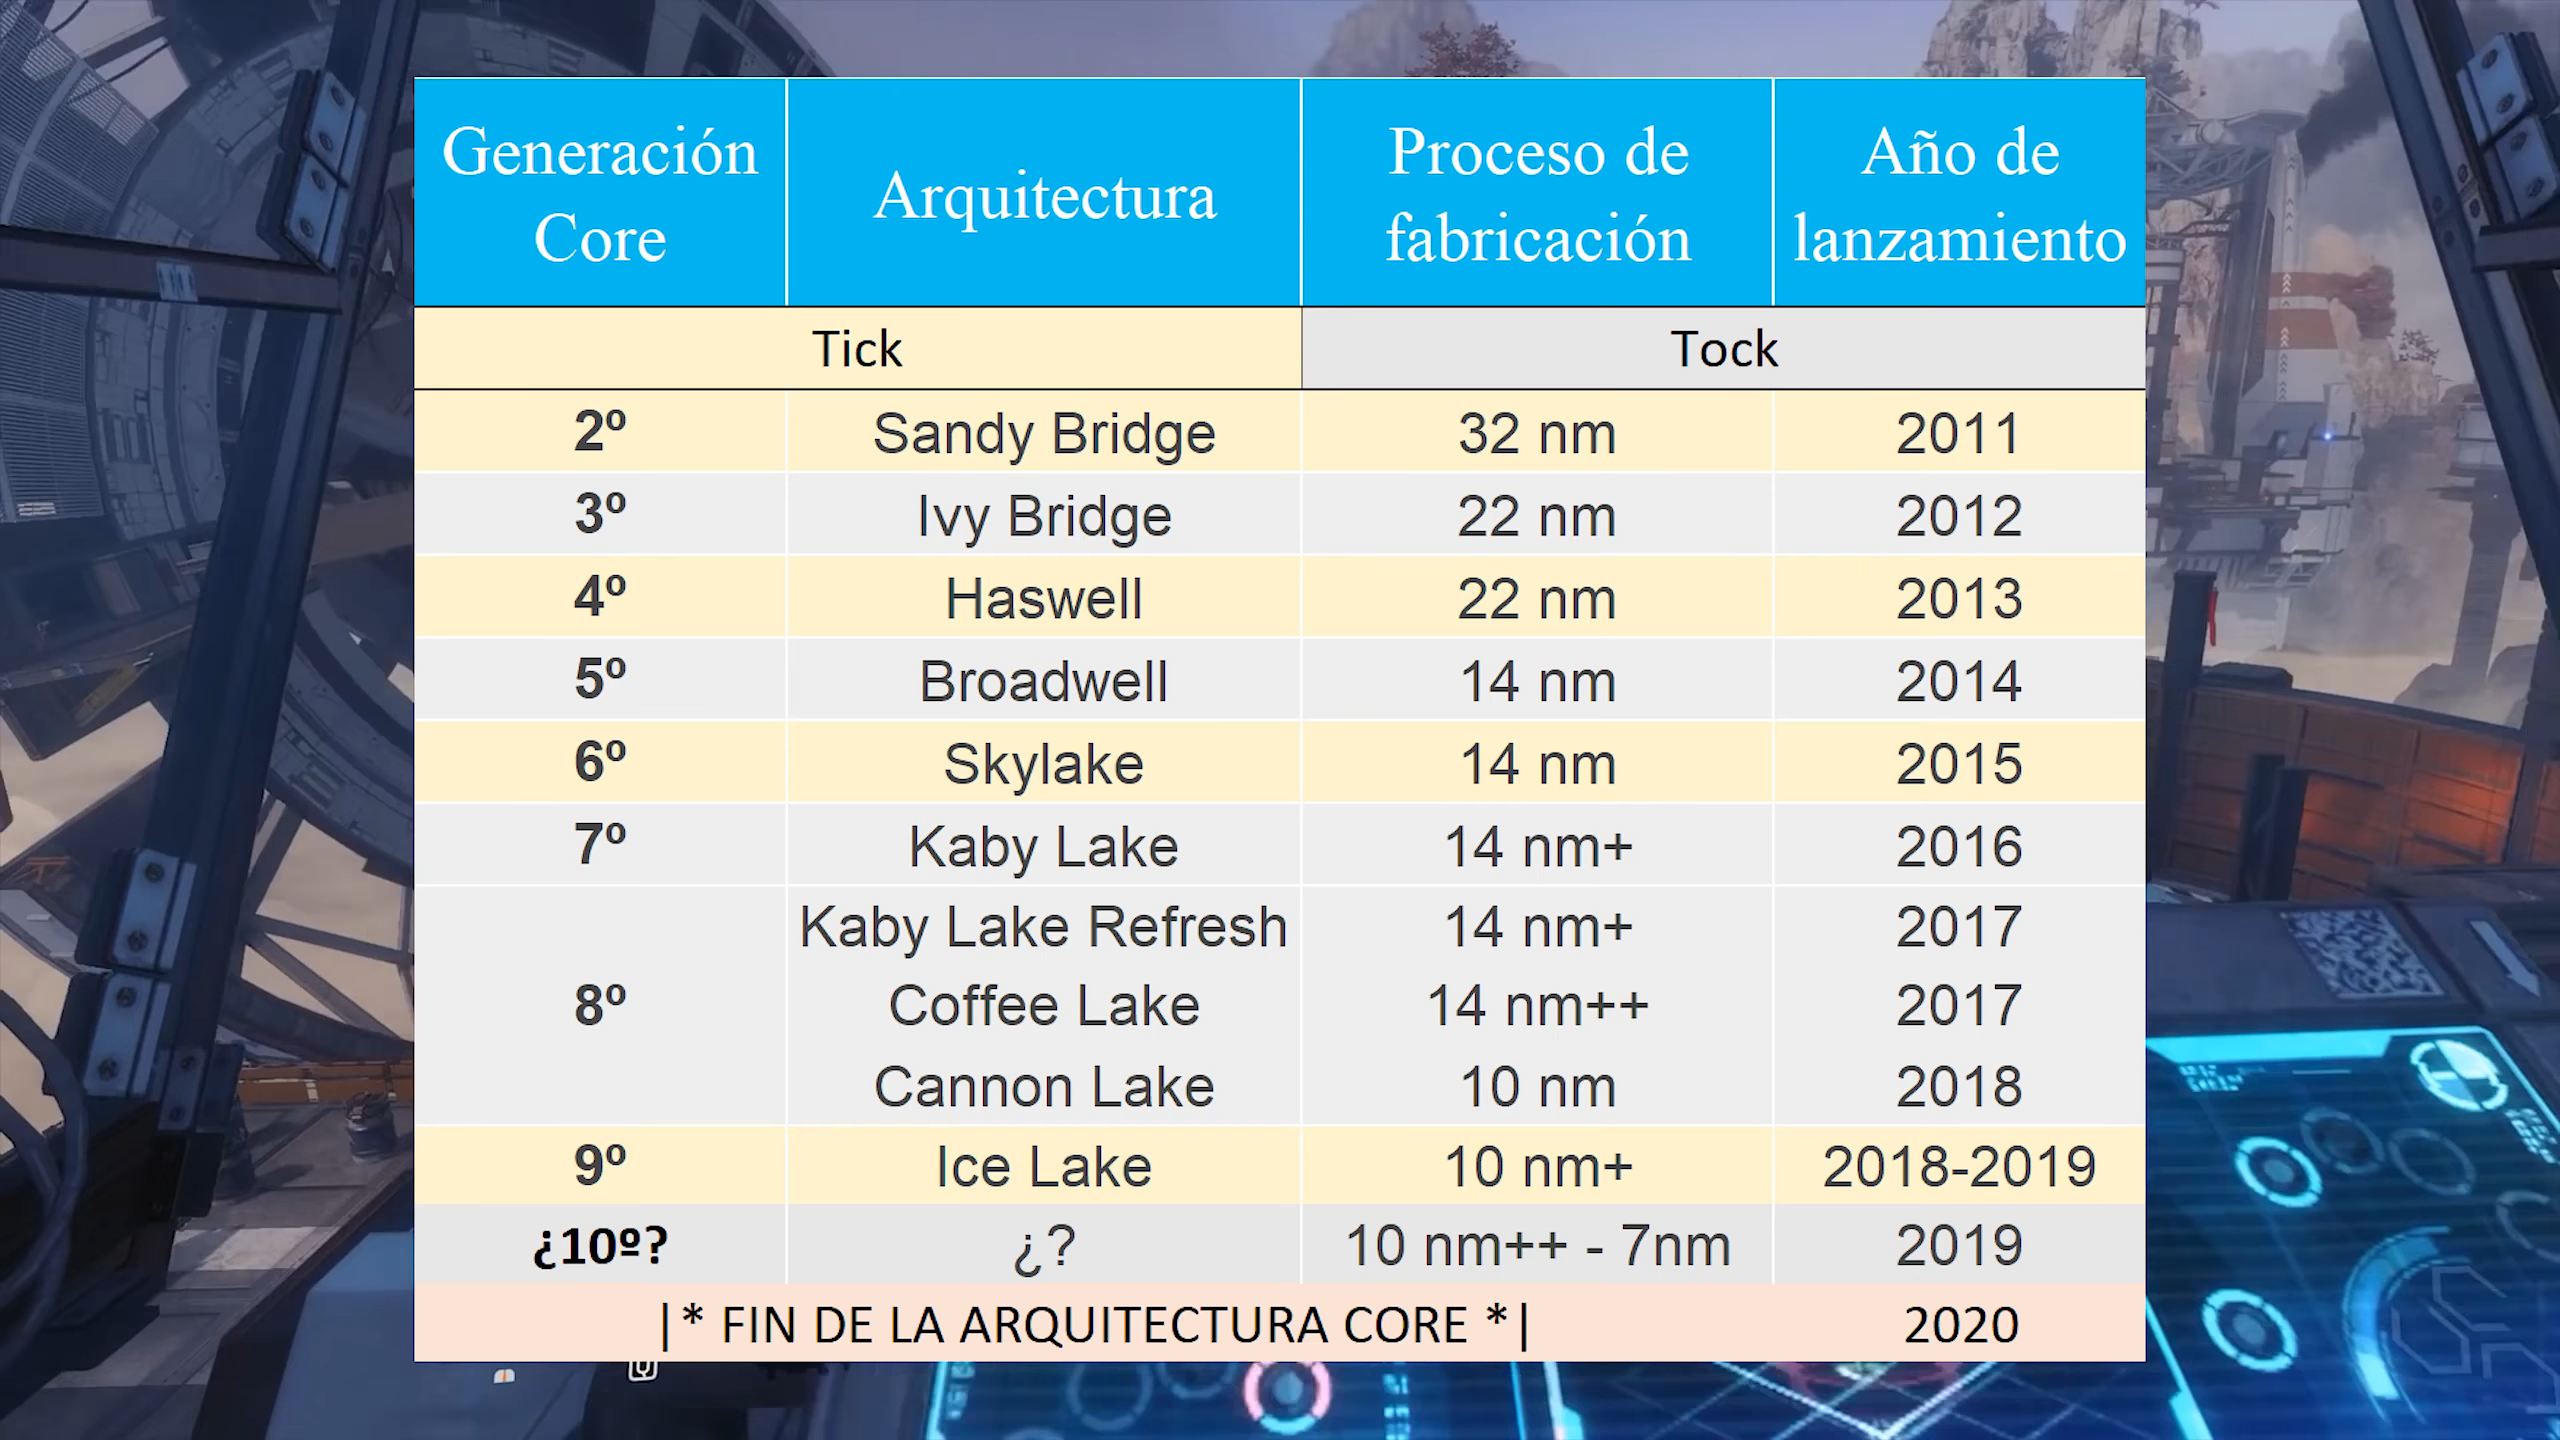 Generación Core Arquitectura Proceso de fabricación Año de lanzamiento
Tick Tock
2º Sandy Bridge 32 nm 2011
3º Ivy Bridge 22 nm 2012
4º Haswell 22 nm 2013
5º Broadwell 14 nm 2014
6º Skylake 14 nm 2015
7º Kaby Lake 14 nm+ 2016
Kaby Lake Refresh 14 nm+ 2017
8º Coffee Lake 14 nm++ 2017
Cannon Lake 10 nm 2018
9º Ice Lake 10 nm+ 2018-2019
¿10º? ¿? 10 nm++ - 7nm 2019
|* FIN DE LA ARQUITECTURA CORE *| 2020